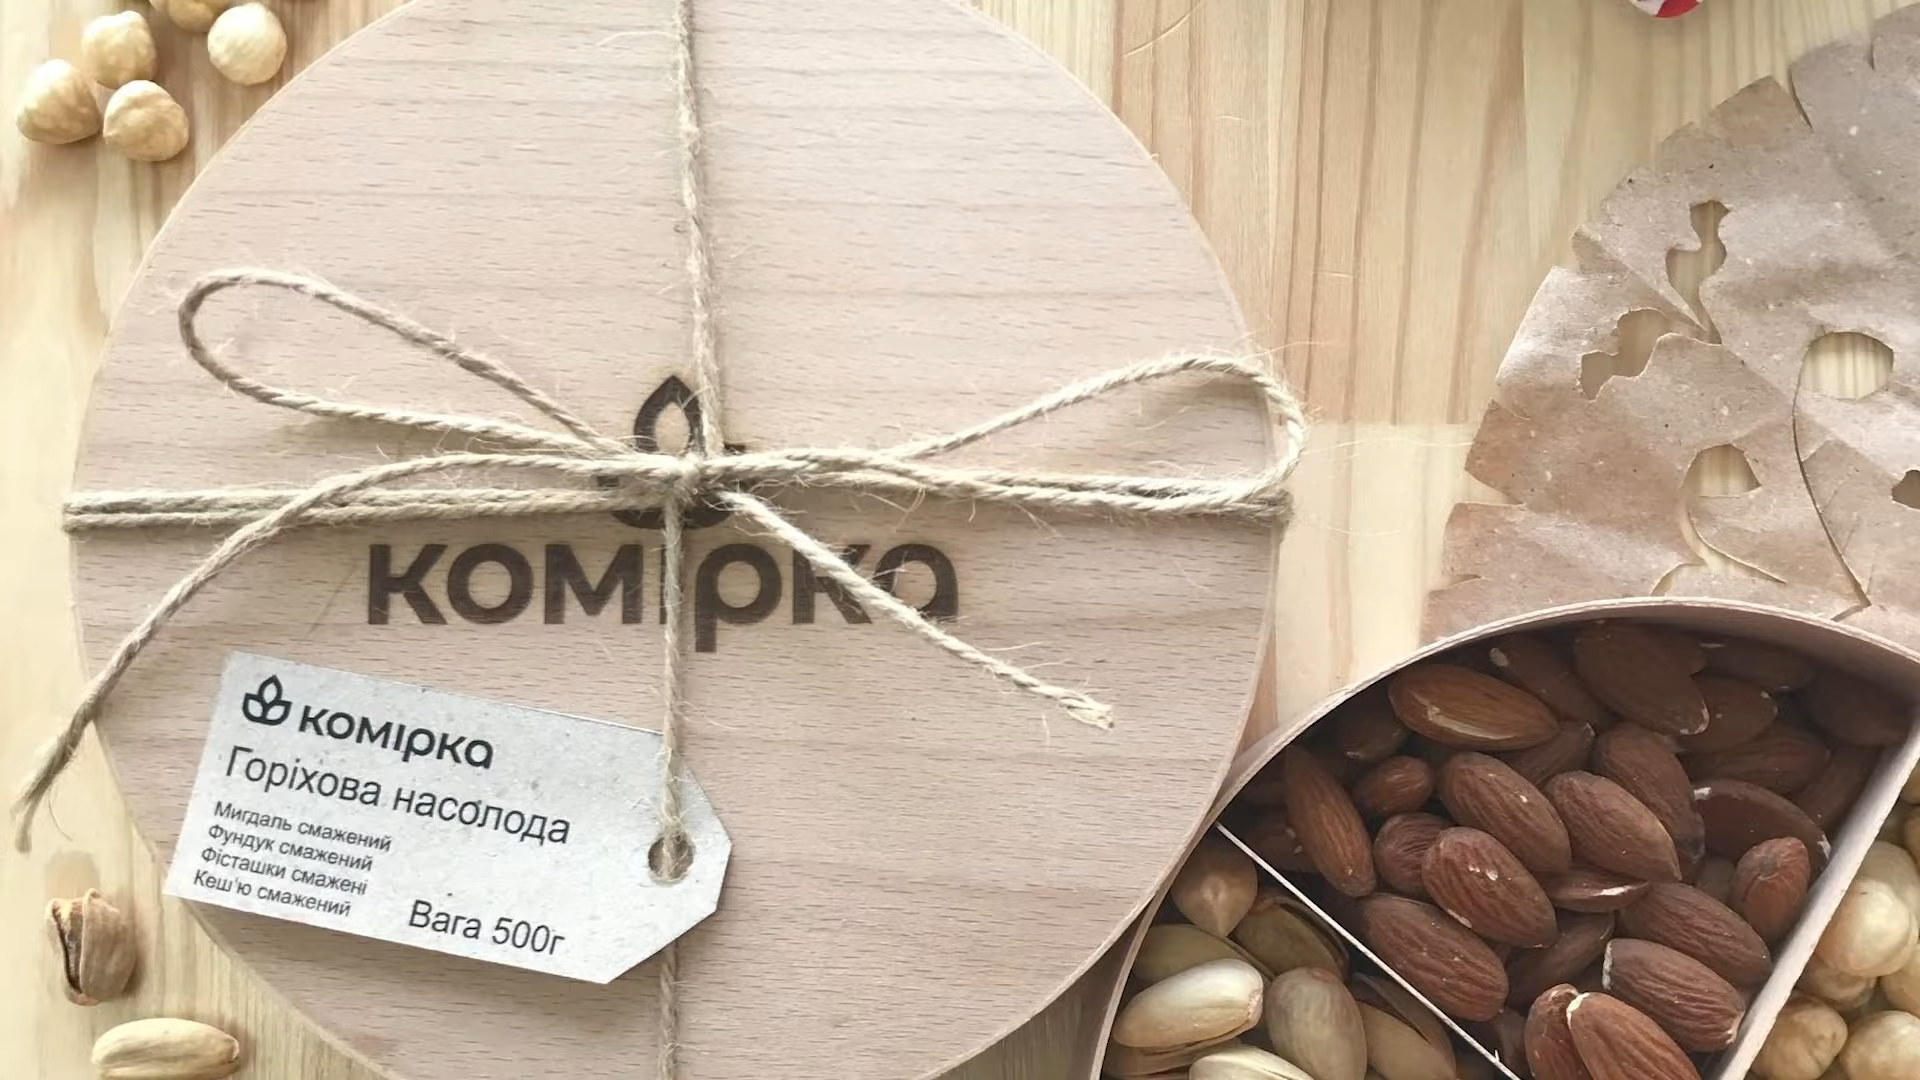 комірка
комірка
Горіхова насолода
Мигдаль смажений
Фундук смажений
Фісташки смажені
Кеш'ю смажений
Вага 500г